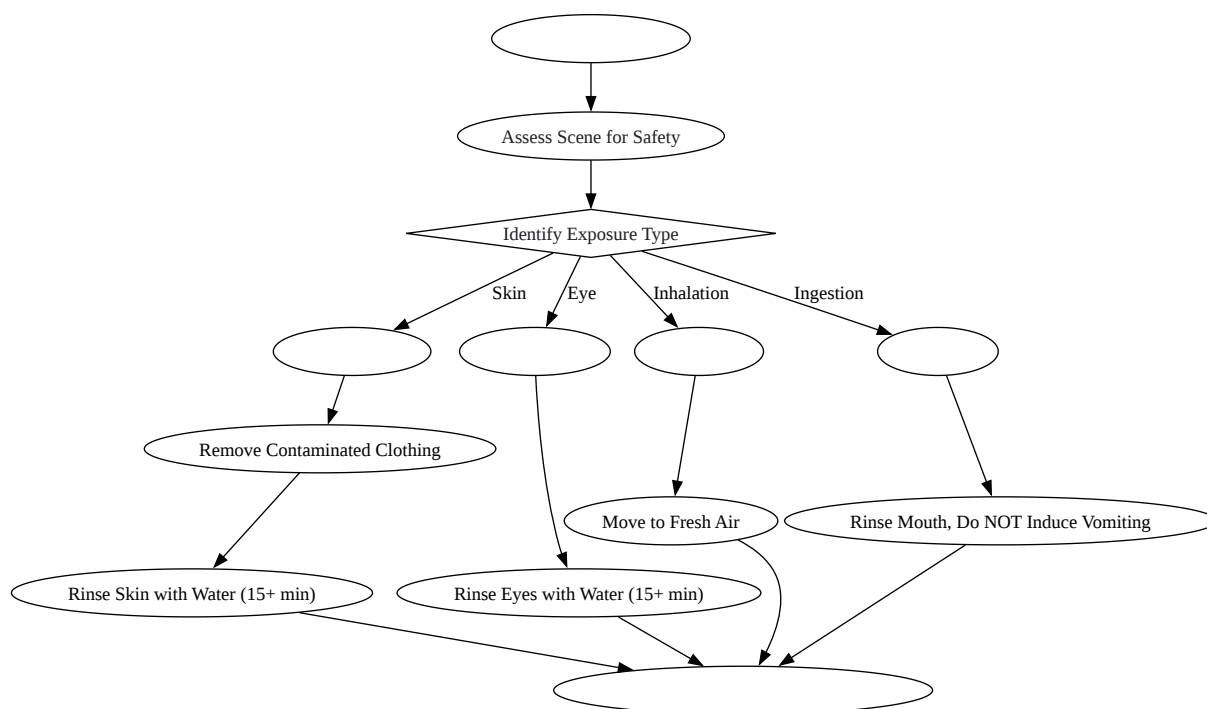 Assess Scene for Safety
Identify Exposure Type
Skin
Eye
Inhalation
Ingestion
Remove Contaminated Clothing
Move to Fresh Air
Rinse Mouth, Do NOT Induce Vomiting
Rinse Skin with Water (15+ min)
Rinse Eyes with Water (15+ min)